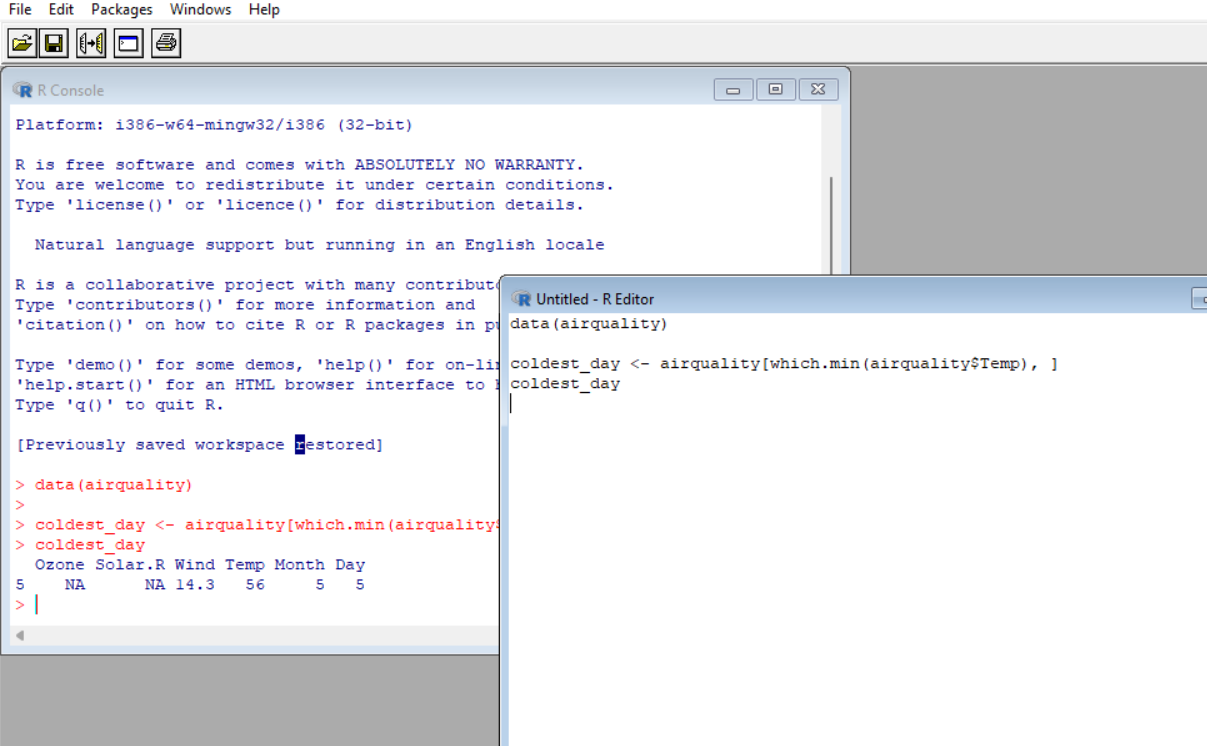 File Edit Packages Windows Help
R Console
Platform: i386-w64-mingw32/i386 (32-bit)
R is free software and comes with ABSOLUTELY NO WARRANTY.
You are welcome to redistribute it under certain conditions.
Type 'license()' or 'licence()' for distribution details.
Natural language support but running in an English locale
R is a collaborative project with many
Type 'contributors()' for more information and
'citation()' on how to cite R or R packages in
Type 'demo()' for some demos, 'help()' for
'help.start()' for an HTML browser interface to
Type 'q()' to quit R.
[Previously saved workspace restored]
> data(airquality)
>
> coldest_day <- airquality[which.min(airquality
> coldest_day
Ozone Solar.R Wind Temp Month Day
5 NA NA 14.3 56 5 5
>
Untitled - R Editor
data(airquality)
coldest_day <- airquality[which.min(airquality$Temp), ]
coldest_day